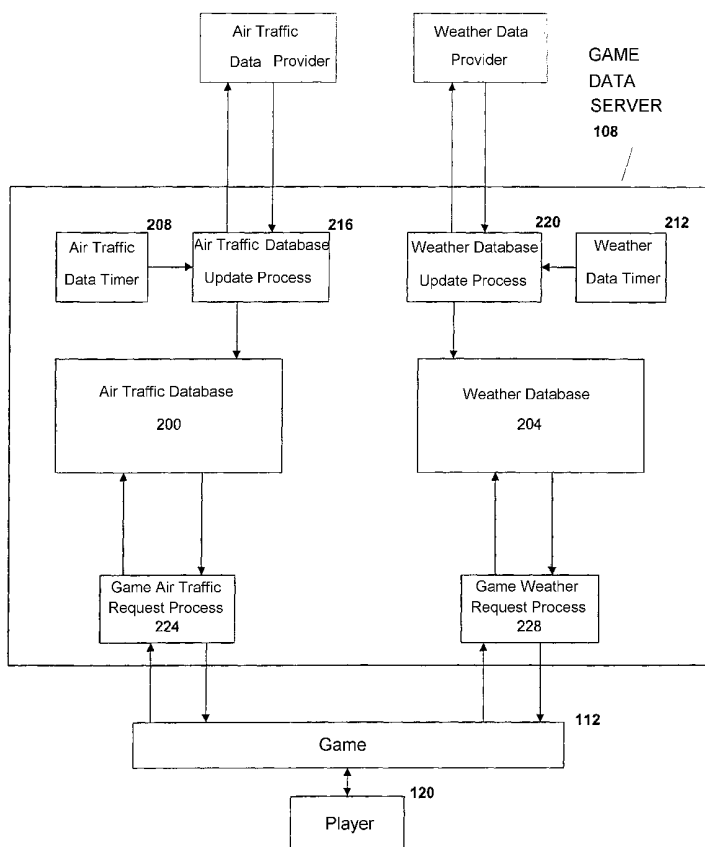 Air Traffic
Data Provider
Weather Data
Provider
GAME
DATA
SERVER
108
208
Air Traffic
Data Timer
216
Air Traffic Database
Update Process
220
Weather Database
Update Process
212
Weather
Data Timer
Air Traffic Database
200
Weather Database
204
Game Air Traffic
Request Process
224
Game Weather
Request Process
228
112
Game
120
Player